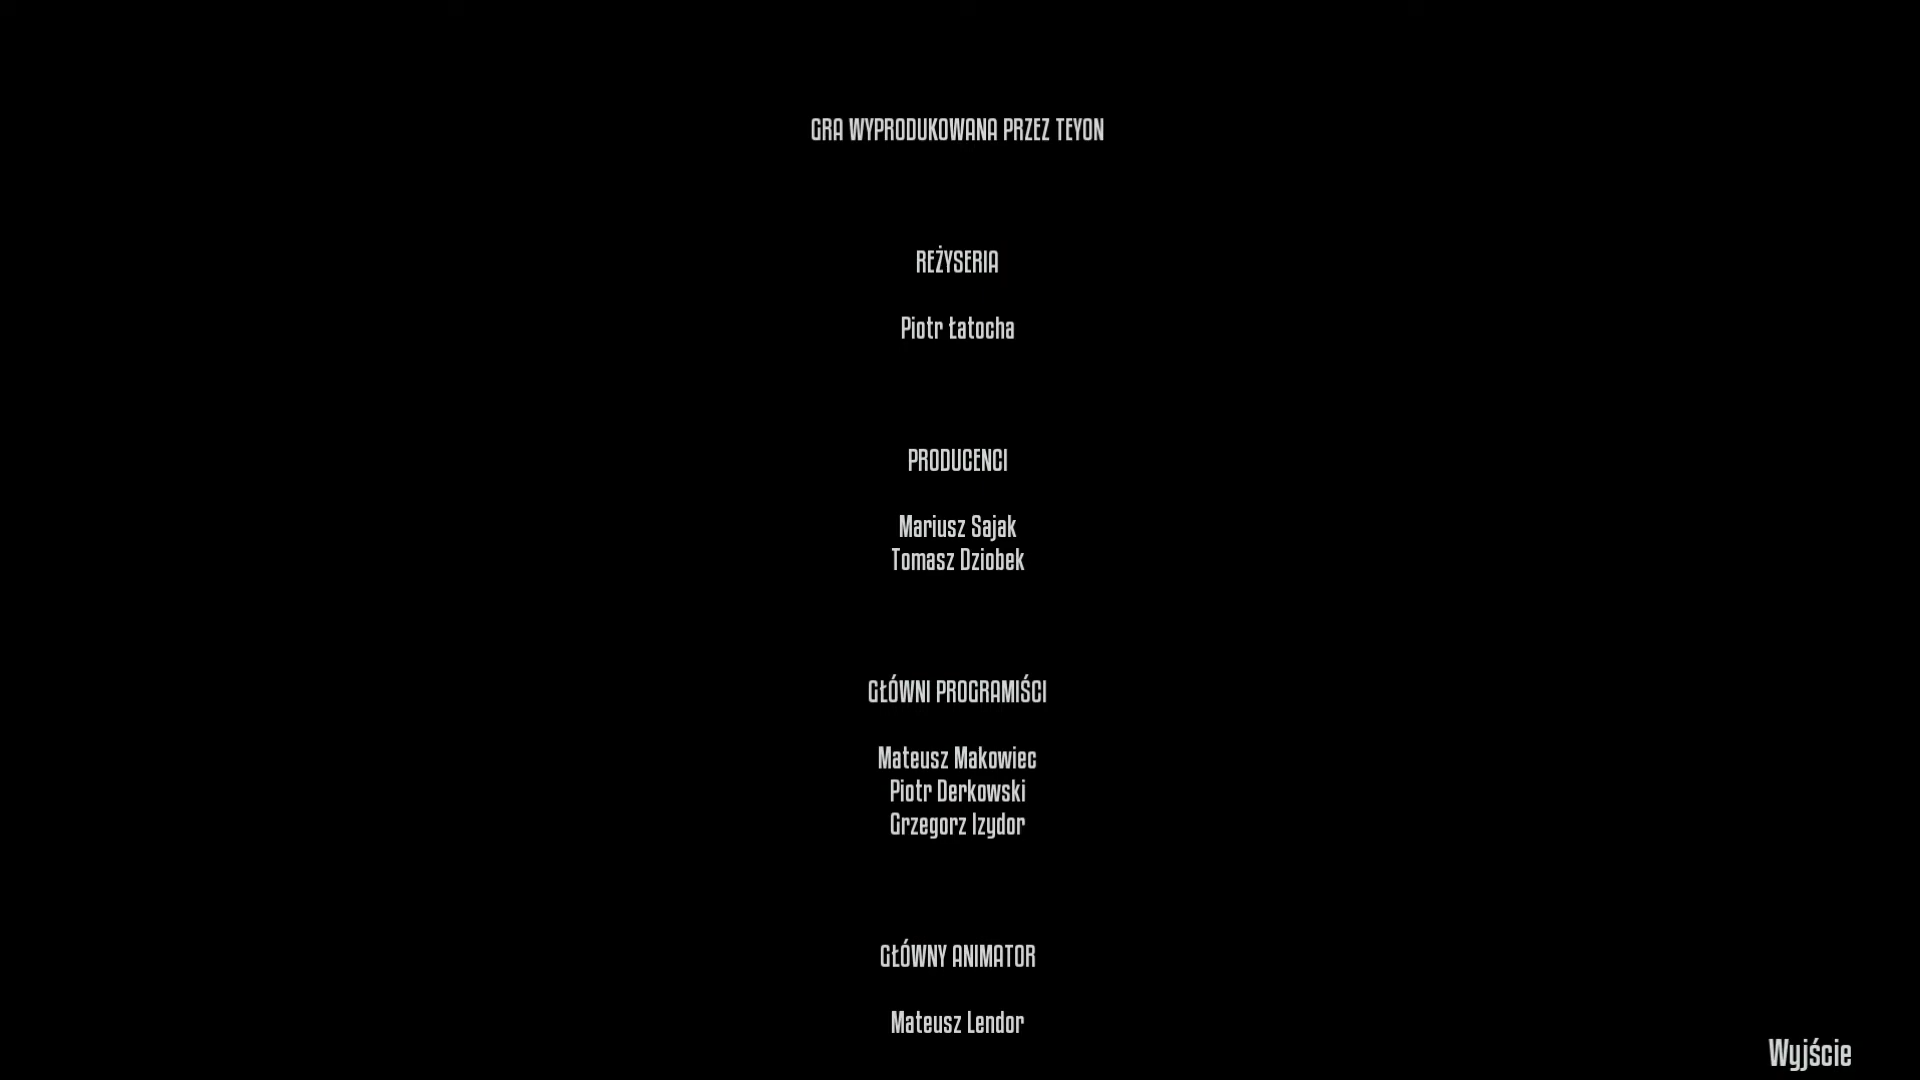 GRA WYPRODUKOWANA PRZEZ TEYON
REŻYSERIA
Piotr Łatocha
PRODUCENCI
Mariusz Sajak
Tomasz Dziobek
GŁÓWNI PROGRAMIŚCI
Mateusz Makowiec
Piotr Derkowski
Grzegorz Izydor
GŁÓWNY ANIMATOR
Mateusz Lendor
Wyjście